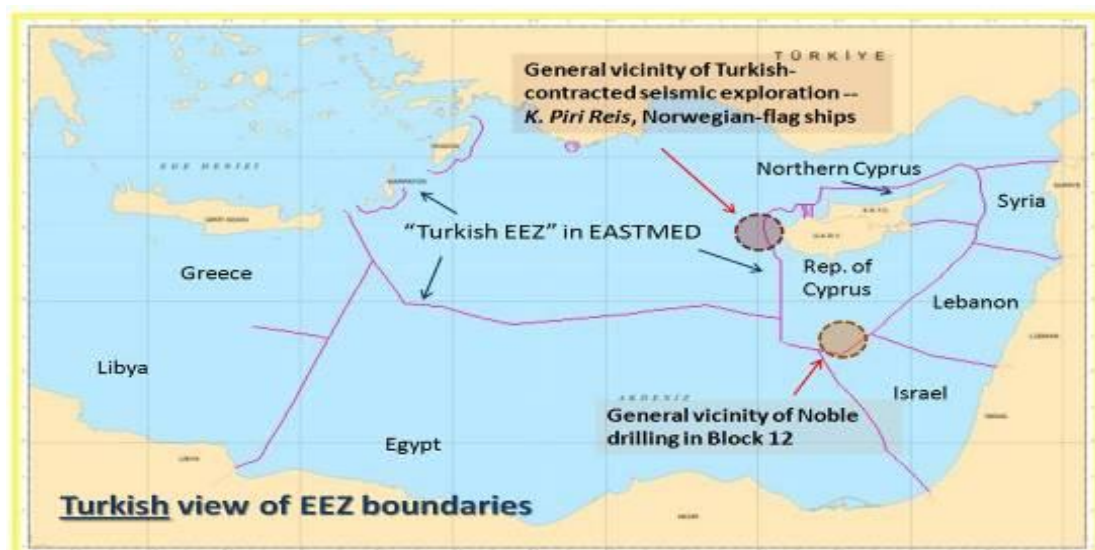 TÜRKİYE
General vicinity of Turkish-
contracted seismic exploration --
K. Piri Reis, Norwegian-flag ships
Northern Cyprus
Syria
"Turkish EEZ" in EASTMED
Greece
Rep. of
Cyprus
Lebanon
Libya
Israel
AKDENİZ
General vicinity of Noble
drilling in Block 12
Egypt
Turkish view of EEZ boundaries